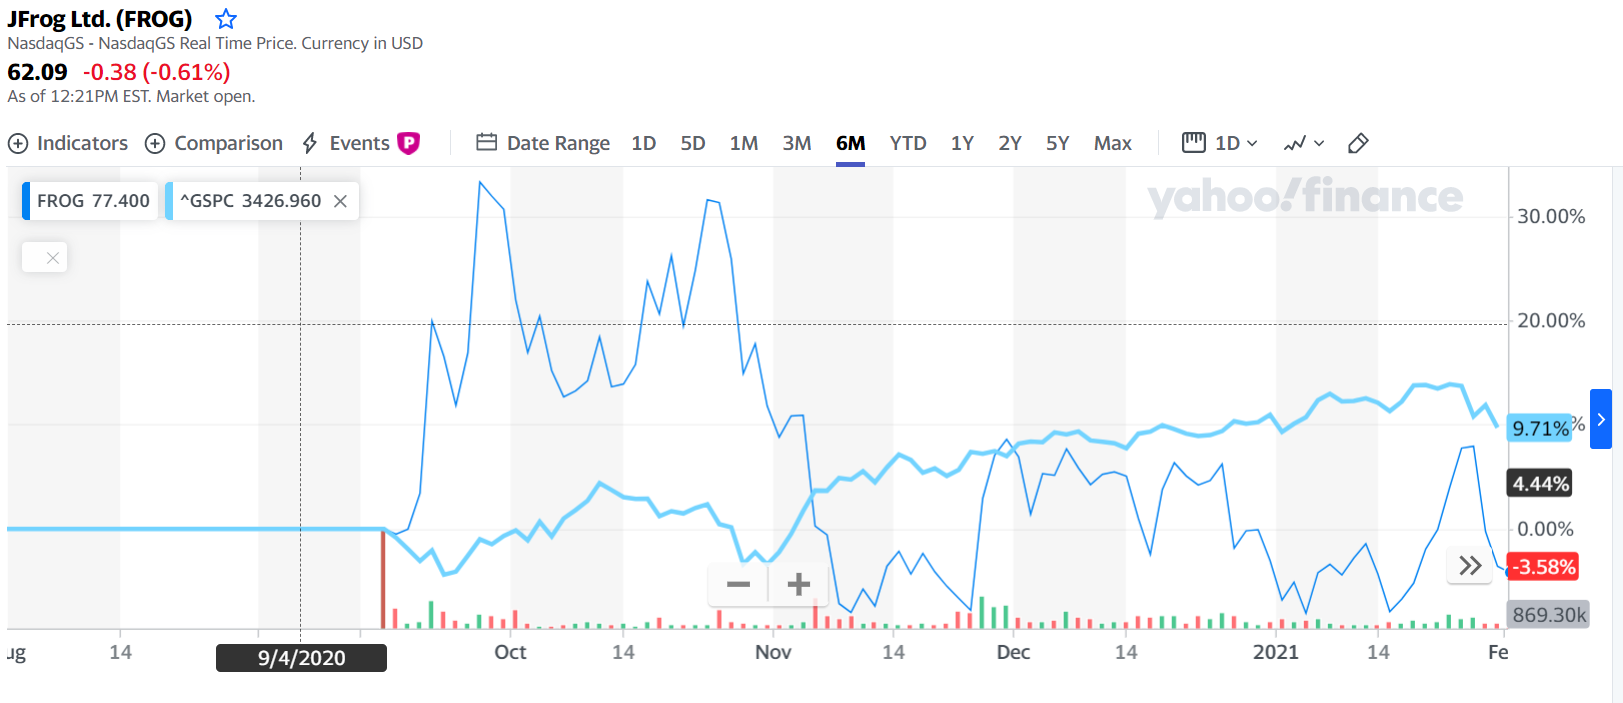 JFrog Ltd. (FROG)
NasdaqGS - NasdaqGS Real Time Price. Currency in USD
62.09 -0.38 (-0.61%)
As of 12:21PM EST. Market open.
Indicators Comparison Events P Date Range 1D 5D 1M 3M 6M YTD 1Y 2Y 5Y Max 1D
FROG 77.400 ^GSPC 3426.960
yahoo!finance
30.00%
20.00%
9.71% %
4.44%
0.00%
-3.58%
869.30k
ug 14 9/4/2020 Oct 14 Nov 14 Dec 14 2021 14 Fe